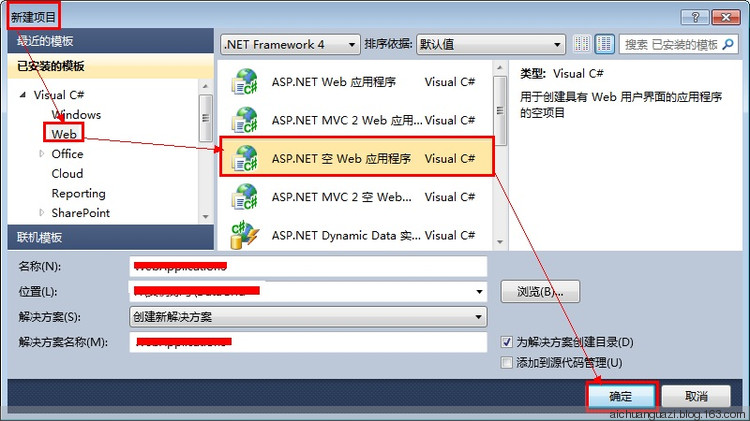 新建项目
最近的模板
.NET Framework 4
排序依据:
默认值
搜索 已安装的模板
已安装的模板
Visual C#
Windows
Web
Office
Cloud
Reporting
SharePoint
联机模板
ASP.NET Web 应用程序 Visual C#
ASP.NET MVC 2 Web 应用... Visual C#
ASP.NET 空 Web 应用程序 Visual C#
ASP.NET MVC 2 空 Web... Visual C#
ASP.NET Dynamic Data 实... Visual C#
类型: Visual C#
用于创建具有 Web 用户界面的应用程序
的空项目
名称(N):
位置(L):
浏览(B)...
解决方案(S):
创建新解决方案
解决方案名称(M):
为解决方案创建目录(D)
添加到源代码管理(U)
确定
取消
aichuanguazi.blog.163.com